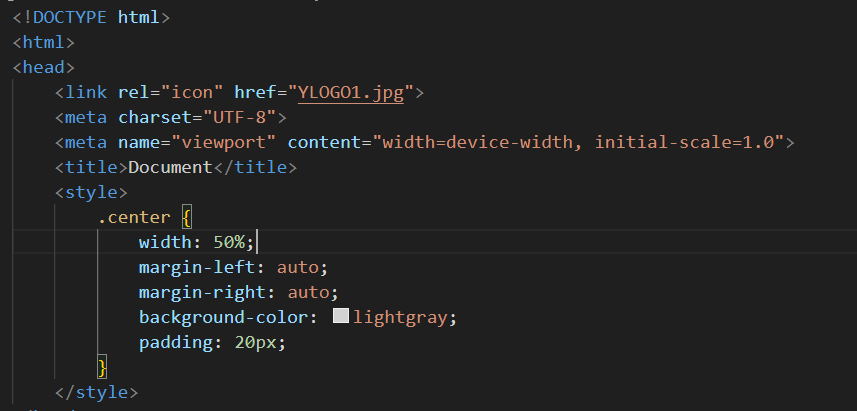 <!DOCTYPE html>
<html>
<head>
    <link rel="icon" href="YLOGO1.jpg">
    <meta charset="UTF-8">
    <meta name="viewport" content="width=device-width, initial-scale=1.0">
    <title>Document</title>
    <style>
        .center {
            width: 50%;
            margin-left: auto;
            margin-right: auto;
            background-color: lightgray;
            padding: 20px;
        }
    </style>